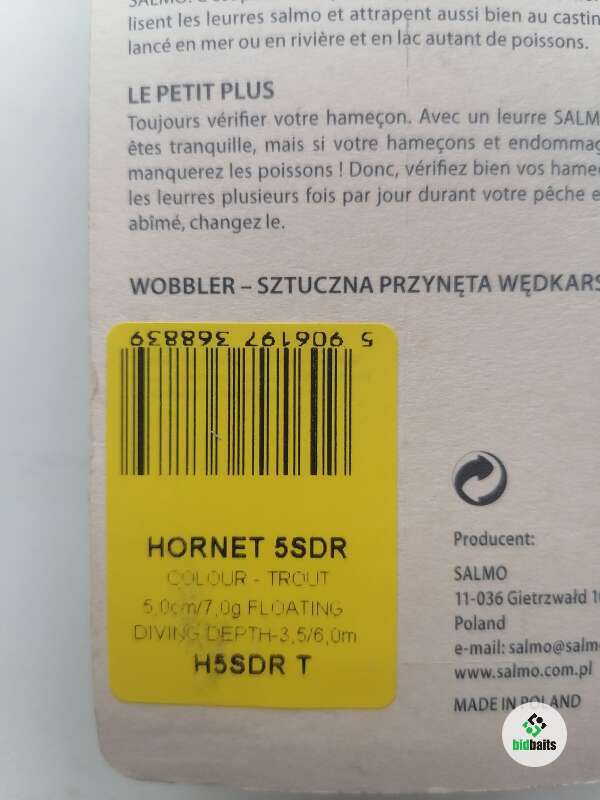 lisent les leurres salmo et attrapent aussi bien au castin
lancé en mer ou en rivière et en lac autant de poissons.
LE PETIT PLUS
Toujours vérifier votre hameçon. Avec un leurre SALM
êtes tranquille, mais si votre hameçons et endommag
manquerez les poissons ! Donc, vérifiez bien vos hame
les leurres plusieurs fois par jour durant votre pêche e
abîmé, changez le.
WOBBLER – SZTUCZNA PRZYNĘTA WĘDKARS
5 906197 368839
HORNET 5SDR
COLOUR - TROUT
5,0cm/7,0g FLOATING
DIVING DEPTH-3,5/6,0m
H5SDR T
Producent:
SALMO
11-036 Gietrzwałd 1
Poland
e-mail: salmo@salm
www.salmo.com.pl
MADE IN POLAND
bidbaits